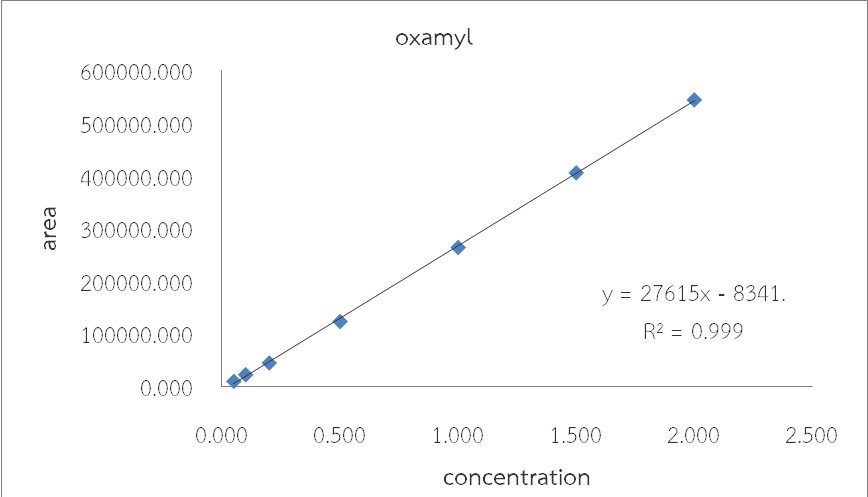 oxamyl
600000.000
500000.000
400000.000
300000.000
200000.000
100000.000
0.000
area
y = 27615x - 8341.
R² = 0.999
0.000 0.500 1.000 1.500 2.000 2.500
concentration